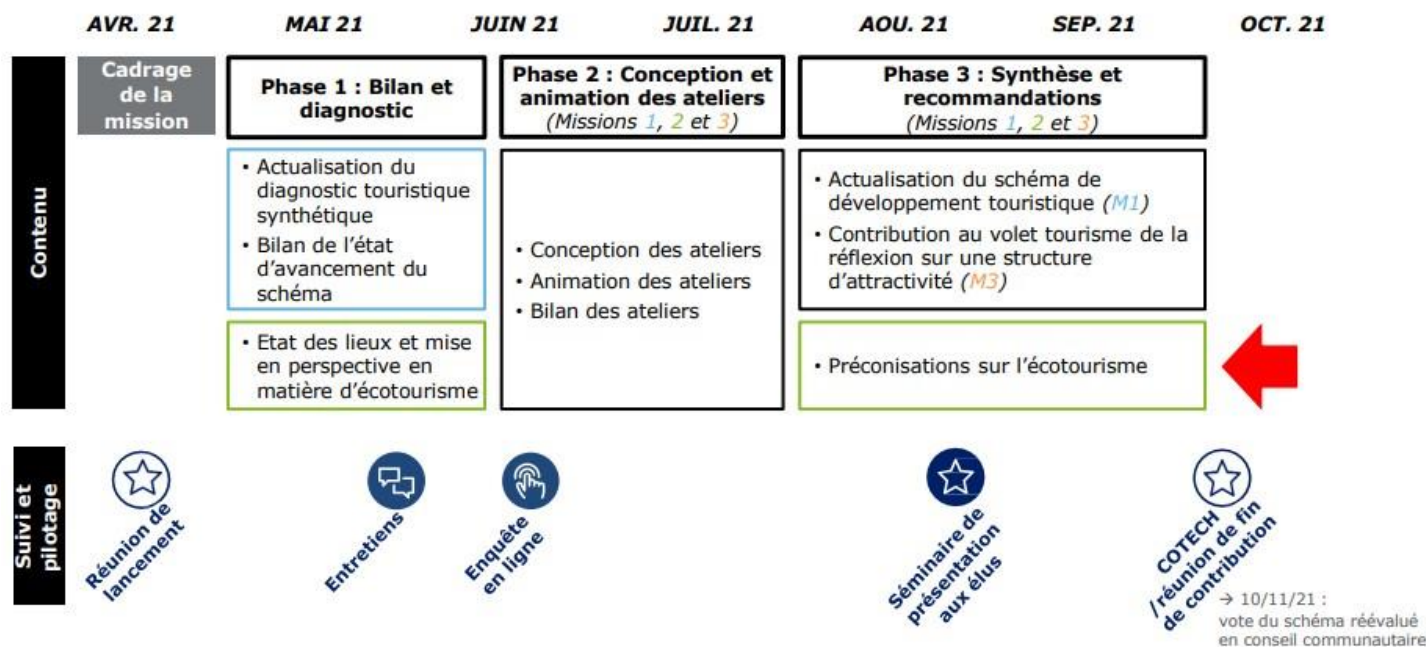 AVR. 21
MAI 21
JUIN 21
JUIL. 21
AOU. 21
SEP. 21
OCT. 21
Contenu
Cadrage
de la
mission
Phase 1 : Bilan et
diagnostic
Phase 2 : Conception et
animation des ateliers
(Missions 1, 2 et 3)
Phase 3 : Synthèse et
recommandations
(Missions 1, 2 et 3)
• Actualisation du
diagnostic touristique
synthétique
• Bilan de l’état
d’avancement du
schéma
• Etat des lieux et mise
en perspective en
matière d’écotourisme
• Conception des ateliers
• Animation des ateliers
• Bilan des ateliers
• Actualisation du schéma de
développement touristique (M1)
• Contribution au volet tourisme de la
réflexion sur une structure
d’attractivité (M3)
• Préconisations sur l’écotourisme
Suivi et
pilotage
Réunion de
lancement
Entretiens
Enquête
en ligne
Séminaire de
présentation
aux élus
COTECH
/réunion de fin
de contribution
→ 10/11/21 :
vote du schéma réévalué
en conseil communautaire